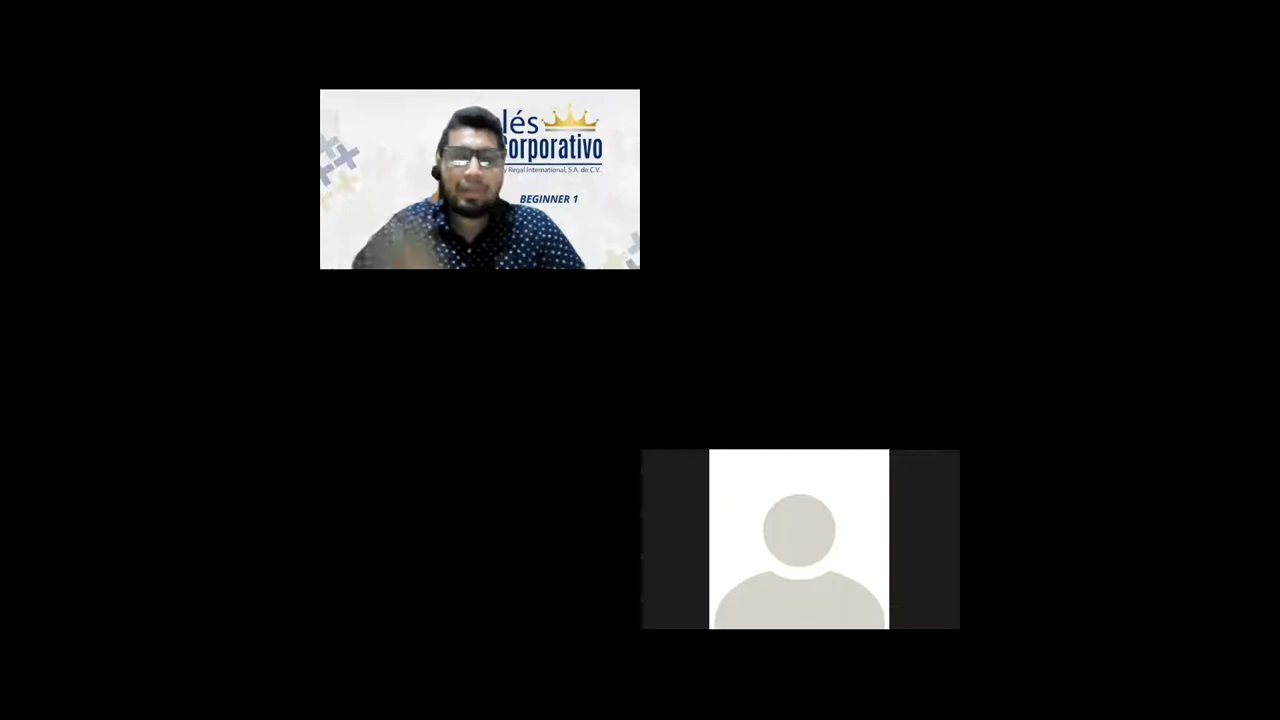 lés
orporativo
y Regal International, S.A. de C.V.
BEGINNER 1